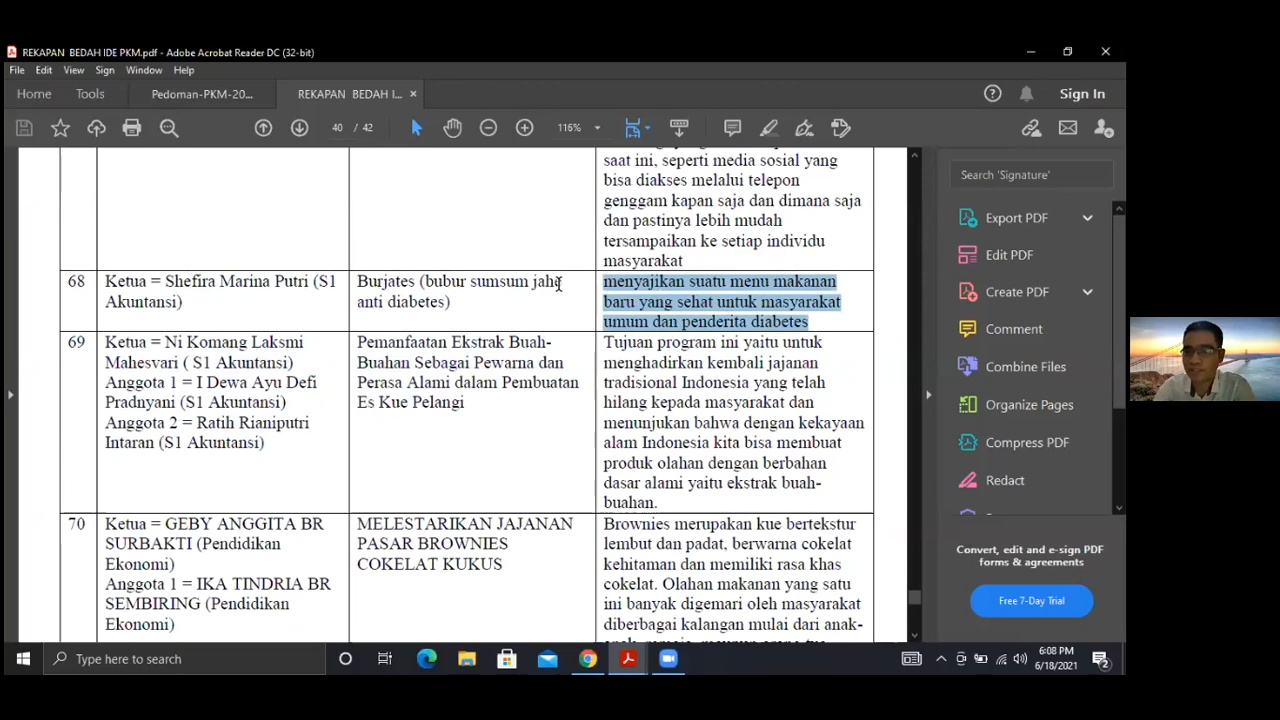 REKAPAN BEDAH IDE PKM.pdf - Adobe Acrobat Reader DC (32-bit)
File Edit View Sign Window Help
Home Tools Pedoman-PKM-20... REKAPAN BEDAH I... ×
Sign In
40 / 42
116%
saat ini, seperti media sosial yang
bisa diakses melalui telepon
genggam kapan saja dan dimana saja
dan pastinya lebih mudah
tersampaikan ke setiap individu
masyarakat
68
Ketua = Shefira Marina Putri (S1
Akuntansi)
Burjates (bubur sumsum jahe
anti diabetes)
menyajikan suatu menu makanan
baru yang sehat untuk masyarakat
umum dan penderita diabetes
69
Ketua = Ni Komang Laksmi
Mahesvari ( S1 Akuntansi)
Anggota 1 = I Dewa Ayu Defi
Pradnyani (S1 Akuntansi)
Anggota 2 = Ratih Rianiputri
Intaran (S1 Akuntansi)
Pemanfaatan Ekstrak Buah-
Buahan Sebagai Pewarna dan
Perasa Alami dalam Pembuatan
Es Kue Pelangi
Tujuan program ini yaitu untuk
menghadirkan kembali jajanan
tradisional Indonesia yang telah
hilang kepada masyarakat dan
menunjukan bahwa dengan kekayaan
alam Indonesia kita bisa membuat
produk olahan dengan berbahan
dasar alami yaitu ekstrak buah-
buahan.
70
Ketua = GEBY ANGGITA BR
SURBAKTI (Pendidikan
Ekonomi)
Anggota 1 = IKA TINDRIA BR
SEMBIRING (Pendidikan
Ekonomi)
MELESTARIKAN JAJANAN
PASAR BROWNIES
COKELAT KUKUS
Brownies merupakan kue bertekstur
lembut dan padat, berwarna cokelat
kehitaman dan memiliki rasa khas
cokelat. Olahan makanan yang satu
ini banyak digemari oleh masyarakat
diberbagai kalangan mulai dari anak-
Search 'Signature'
Export PDF
Edit PDF
Create PDF
Comment
Combine Files
Organize Pages
Compress PDF
Redact
Convert, edit and e-sign PDF
forms & agreements
Free 7-Day Trial
Type here to search
6:08 PM
6/18/2021
2